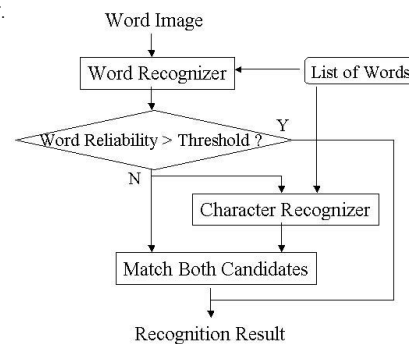 Word Image
Word Recognizer
List of Words
Word Reliability > Threshold ?
Y
N
Character Recognizer
Match Both Candidates
Recognition Result